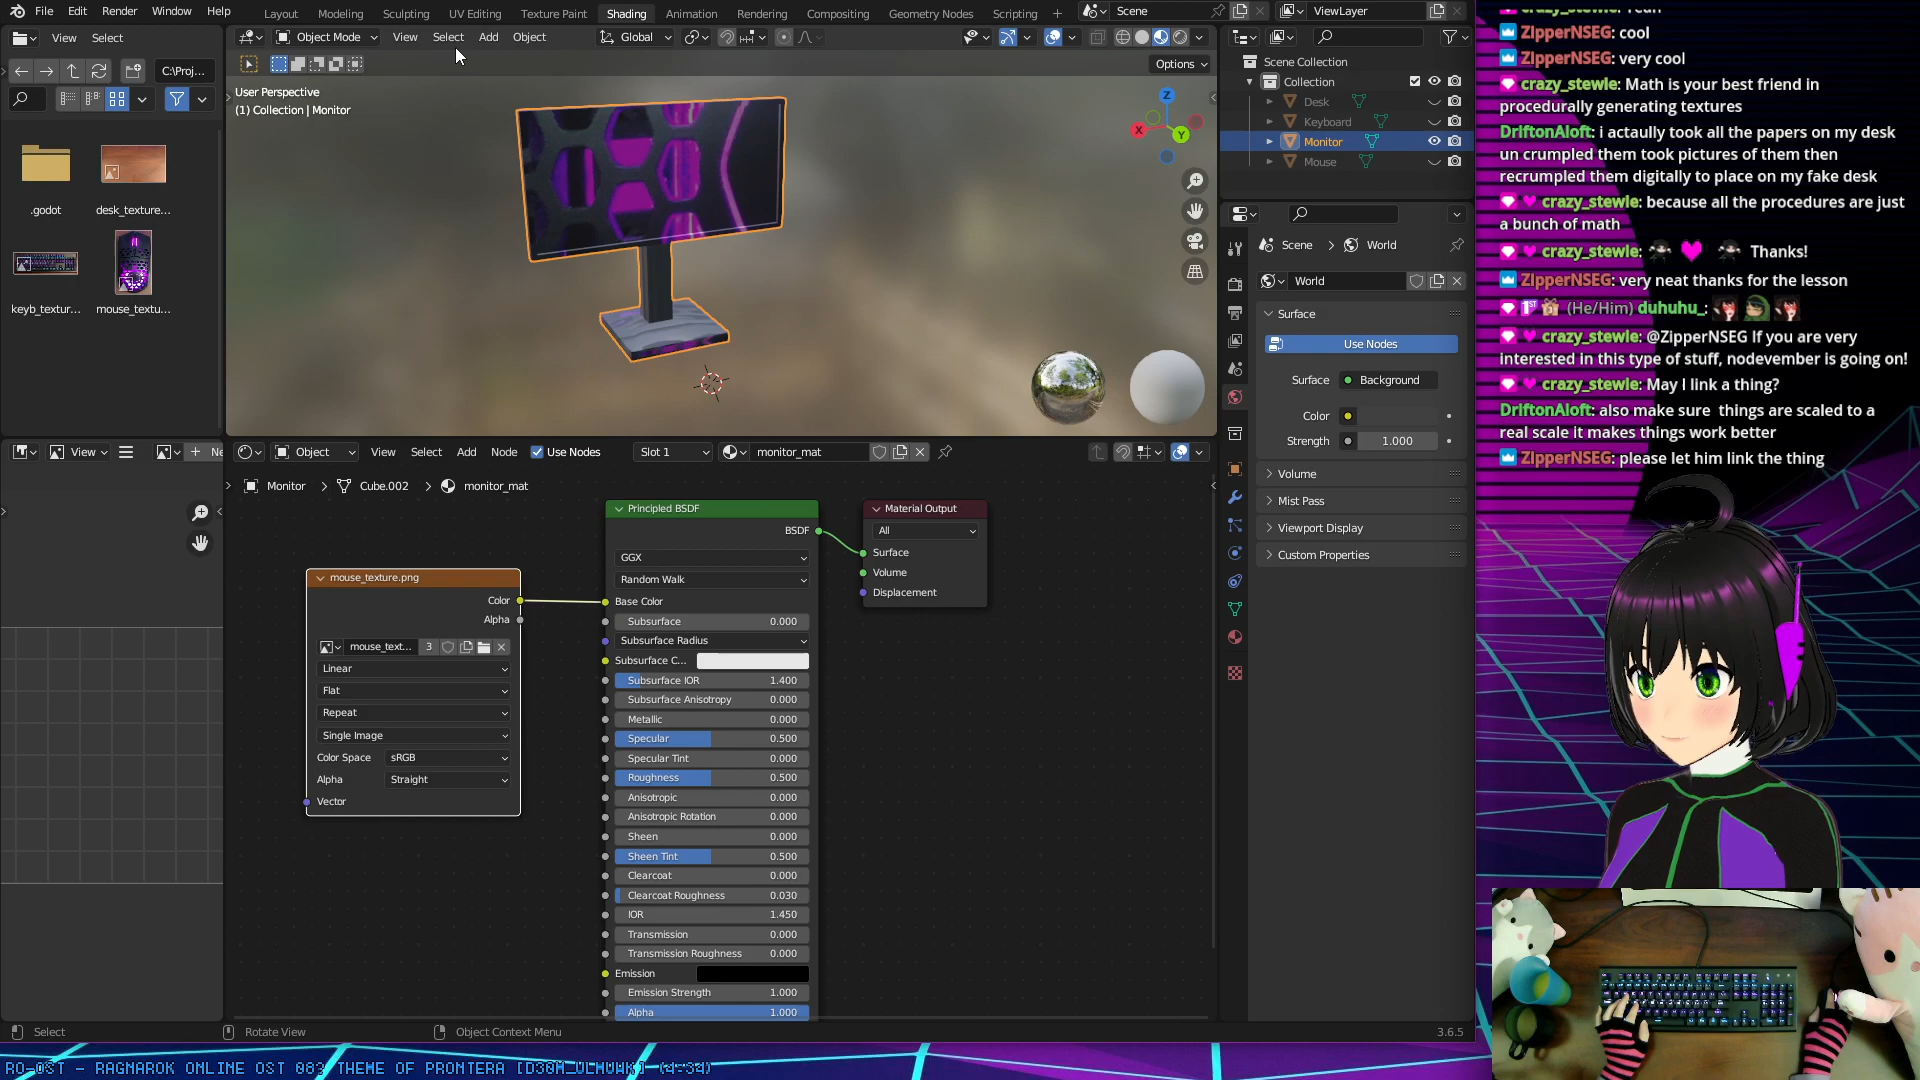 File Edit Render Window Help
Layout Modeling Sculpting UV Editing Texture Paint Shading Animation Rendering Compositing Geometry Nodes Scripting
Scene ViewLayer
View Select
Object Mode View Select Add Object Global
C:\Proj...
Options
.godot desk_texture...
keyb_textur... mouse_textu...
User Perspective
(1) Collection | Monitor
X Y Z
Scene Collection
Collection
Desk
Keyboard
Monitor
Mouse
Scene World
World
Surface
Use Nodes
Surface Background
Color
Strength 1.000
Volume
Mist Pass
Viewport Display
Custom Properties
View Ne
Object View Select Add Node Use Nodes Slot 1 monitor_mat
Monitor Cube.002 monitor_mat
mouse_texture.png
Color
Alpha
mouse_text... 3
Linear
Flat
Repeat
Single Image
Color Space sRGB
Alpha Straight
Vector
Principled BSDF
BSDF
GGX
Random Walk
Base Color
Subsurface 0.000
Subsurface Radius
Subsurface C...
Subsurface IOR 1.400
Subsurface Anisotropy 0.000
Metallic 0.000
Specular 0.500
Specular Tint 0.000
Roughness 0.500
Anisotropic 0.000
Anisotropic Rotation 0.000
Sheen 0.000
Sheen Tint 0.500
Clearcoat 0.000
Clearcoat Roughness 0.030
IOR 1.450
Transmission 0.000
Transmission Roughness 0.000
Emission
Emission Strength 1.000
Alpha 1.000
Material Output
All
Surface
Volume
Displacement
Select Rotate View Object Context Menu 3.6.5
ZipperNSEG: cool
ZipperNSEG: very cool
crazy_stewie: Math is your best friend in
procedurally generating textures
DriftonAloft: i actaully took all the papers on my desk
un crumpled them took pictures of them then
recrumpled them digitally to place on my fake desk
crazy_stewie: because all the procedures are just
a bunch of math
crazy_stewie: Thanks!
ZipperNSEG: very neat thanks for the lesson
1ST (He/Him) duhuhu_:
crazy_stewie: @ZipperNSEG If you are very
interested in this type of stuff, nodevember is going on!
crazy_stewie: May I link a thing?
DriftonAloft: also make sure things are scaled to a
real scale it makes things work better
ZipperNSEG: please let him link the thing
RO-OST - RAGNAROK ONLINE OST 083 THEME OF PRONTERA